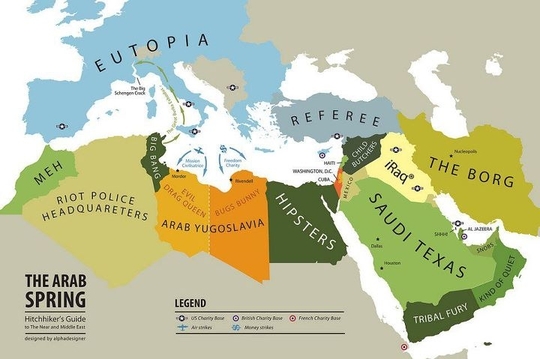 EUTOPIA
The Big
Schengen Crack
REFEREE
BIG BANG
Mission
Civilisatrice
Freedom
Charity
HAITI
WASHINGTON, D.C.
CUBA
MEXICO
CHILD
BUTCHERS
iRaq®
Nucleopolis
THE BORG
MEH
RIOT POLICE
HEADQUARETERS
Mordor
Rivendell
EVIL
DRAG QUEEN
BUGS BUNNY
ARAB YUGOSLAVIA
HIPSTERS
SAUDI TEXAS
Dallas
Houston
AL JAZEERA
SNOBS
KIND OF QUIET
TRIBAL FURY
THE ARAB
SPRING
Hitchhiker's Guide
to The Near and Middle East
designed by alphadesigner
LEGEND
US Charity Base
British Charity Base
French Charity Base
Air strikes
Money strikes